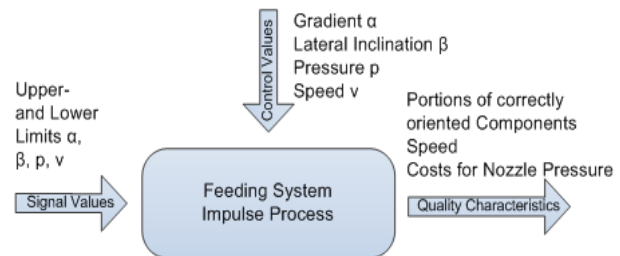 Control Values
Gradient α
Lateral Inclination β
Pressure p
Speed v
Upper-
and Lower
Limits α,
β, p, v
Signal Values
Feeding System
Impulse Process
Portions of correctly
oriented Components
Speed
Costs for Nozzle Pressure
Quality Characteristics